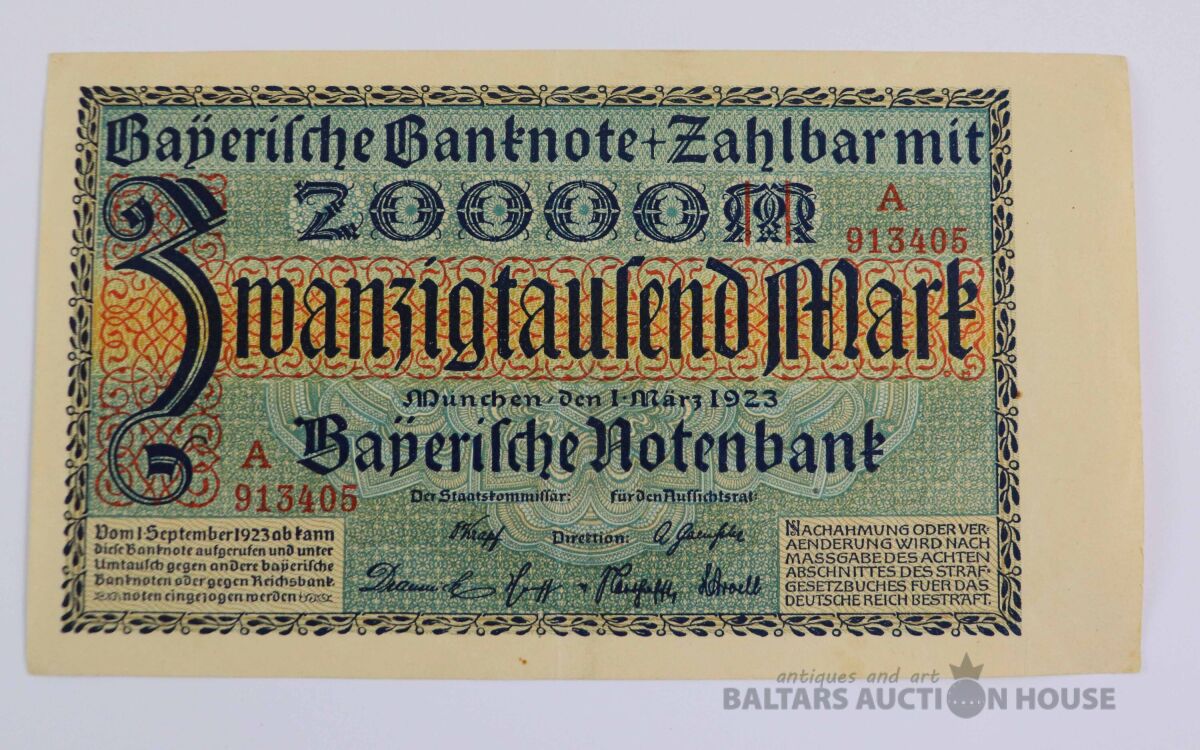 Bayerische Banknote + Zahlbar mit
20000 M
A
913405
Zwanzigtausend Mark
München · den 1 · März 1923
A
913405
Bayerische Notenbank
Der Staatskommissär: für den Aufsichtsrat:
Direktion:
Vom 1 September 1923 ab kann
diese Banknote aufgerufen und unter
Umtausch gegen andere bayerische
Banknoten oder gegen Reichsbank-
noten eingezogen werden
NACHAHMUNG ODER VER-
AENDERUNG WIRD NACH
MASSGABE DES ACHTEN
ABSCHNITTES DES STRAF-
GESETZBUCHES FUER DAS
DEUTSCHE REICH BESTRAFT.
antiques and art
BALTARS AUCTION HOUSE